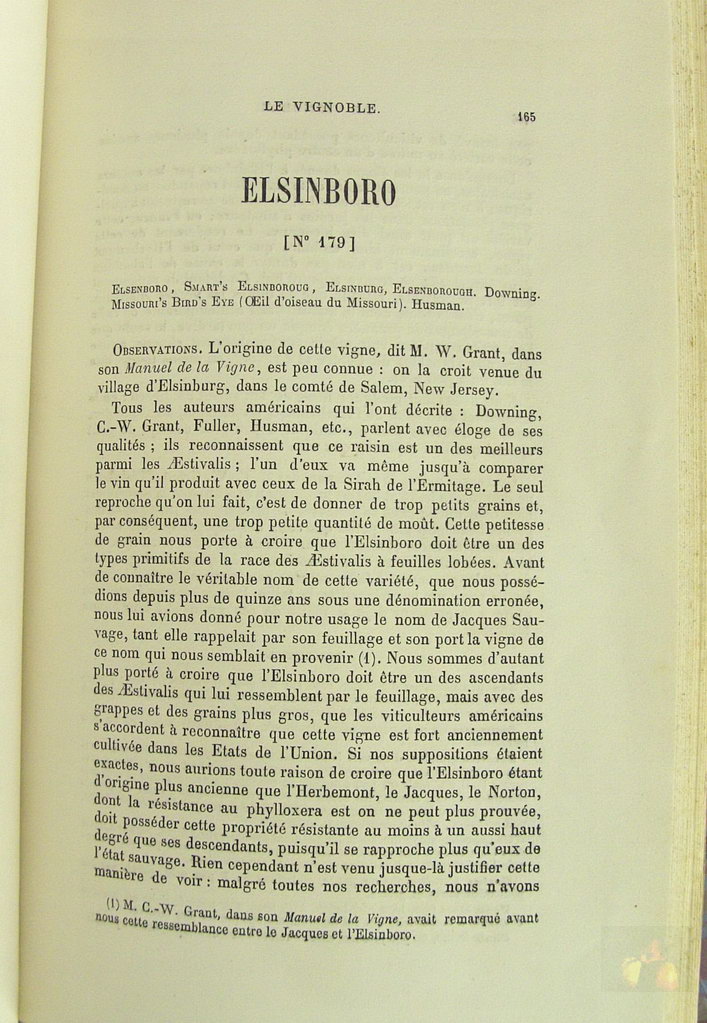 LE VIGNOBLE.
165
ELSINBORO
[N° 179]
Elsenboro, Smart's Elsinboroug, Elsinburg, Elsenborough. Downing.
Missouri's Bird's Eye (Œil d'oiseau du Missouri). Husman.
Observations. L'origine de cette vigne, dit M. W. Grant, dans
son Manuel de la Vigne, est peu connue : on la croit venue du
village d'Elsinburg, dans le comté de Salem, New Jersey.
Tous les auteurs américains qui l'ont décrite : Downing,
C.-W. Grant, Fuller, Husman, etc., parlent avec éloge de ses
qualités ; ils reconnaissent que ce raisin est un des meilleurs
parmi les Æstivalis ; l'un d'eux va même jusqu'à comparer
le vin qu'il produit avec ceux de la Sirah de l'Ermitage. Le seul
reproche qu'on lui fait, c'est de donner de trop petits grains et,
par conséquent, une trop petite quantité de moût. Cette petitesse
de grain nous porte à croire que l'Elsinboro doit être un des
types primitifs de la race des Æstivalis à feuilles lobées. Avant
de connaître le véritable nom de cette variété, que nous possé-
dions depuis plus de quinze ans sous une dénomination erronée,
nous lui avions donné pour notre usage le nom de Jacques Sau-
vage, tant elle rappelait par son feuillage et son port la vigne de
ce nom qui nous semblait en provenir (1). Nous sommes d'autant
plus porté à croire que l'Elsinboro doit être un des ascendants
des Æstivalis qui lui ressemblent par le feuillage, mais avec des
grappes et des grains plus gros, que les viticulteurs américains
s'accordent à reconnaître que cette vigne est fort anciennement
cultivée dans les Etats de l'Union. Si nos suppositions étaient
exactes, nous aurions toute raison de croire que l'Elsinboro étant
d'origine plus ancienne que l'Herbemont, le Jacques, le Norton,
dont la résistance au phylloxera est on ne peut plus prouvée,
doit posséder cette propriété résistante au moins à un aussi haut
degré que ses descendants, puisqu'il se rapproche plus qu'eux de
l'état sauvage. Rien cependant n'est venu jusque-là justifier cette
manière de voir : malgré toutes nos recherches, nous n'avons
(1) M. C.-W. Grant, dans son Manuel de la Vigne, avait remarqué avant
nous cette ressemblance entre le Jacques et l'Elsinboro.